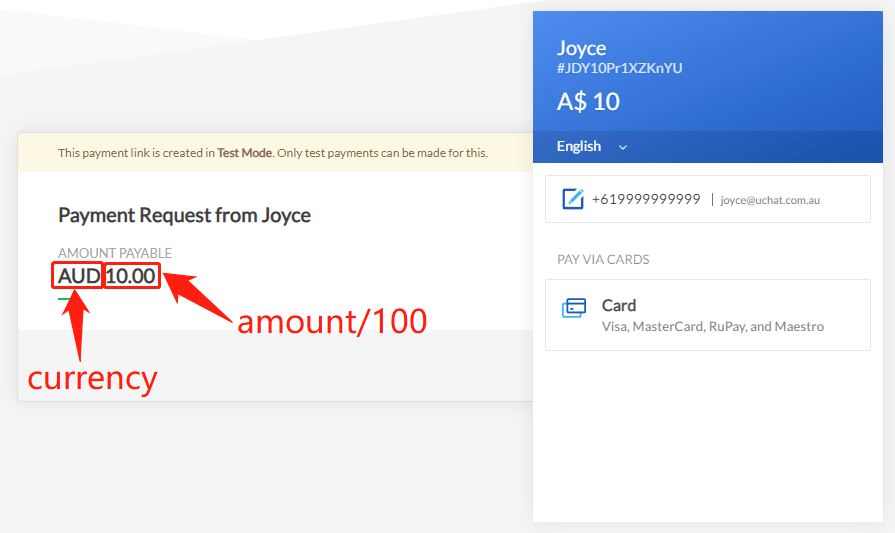 This payment link is created in Test Mode. Only test payments can be made for this.
Payment Request from Joyce
AMOUNT PAYABLE
AUD 10.00
amount/100
currency
Joyce
#JDY10Pr1XZKnYU
A$ 10
English
+619999999999 | joyce@uchat.com.au
PAY VIA CARDS
Card
Visa, MasterCard, RuPay, and Maestro